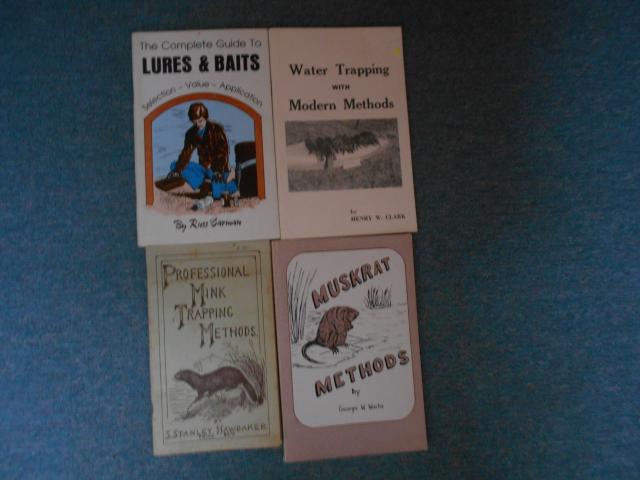 The Complete Guide To
LURES & BAITS
Selection - Value - Application
By Russ Carman
Water Trapping
WITH
Modern Methods
by
HENRY W. CLARK
PROFESSIONAL
MINK
TRAPPING
METHODS.
BY
S. STANLEY HAWBAKER
MUSKRAT
METHODS
by
George W.